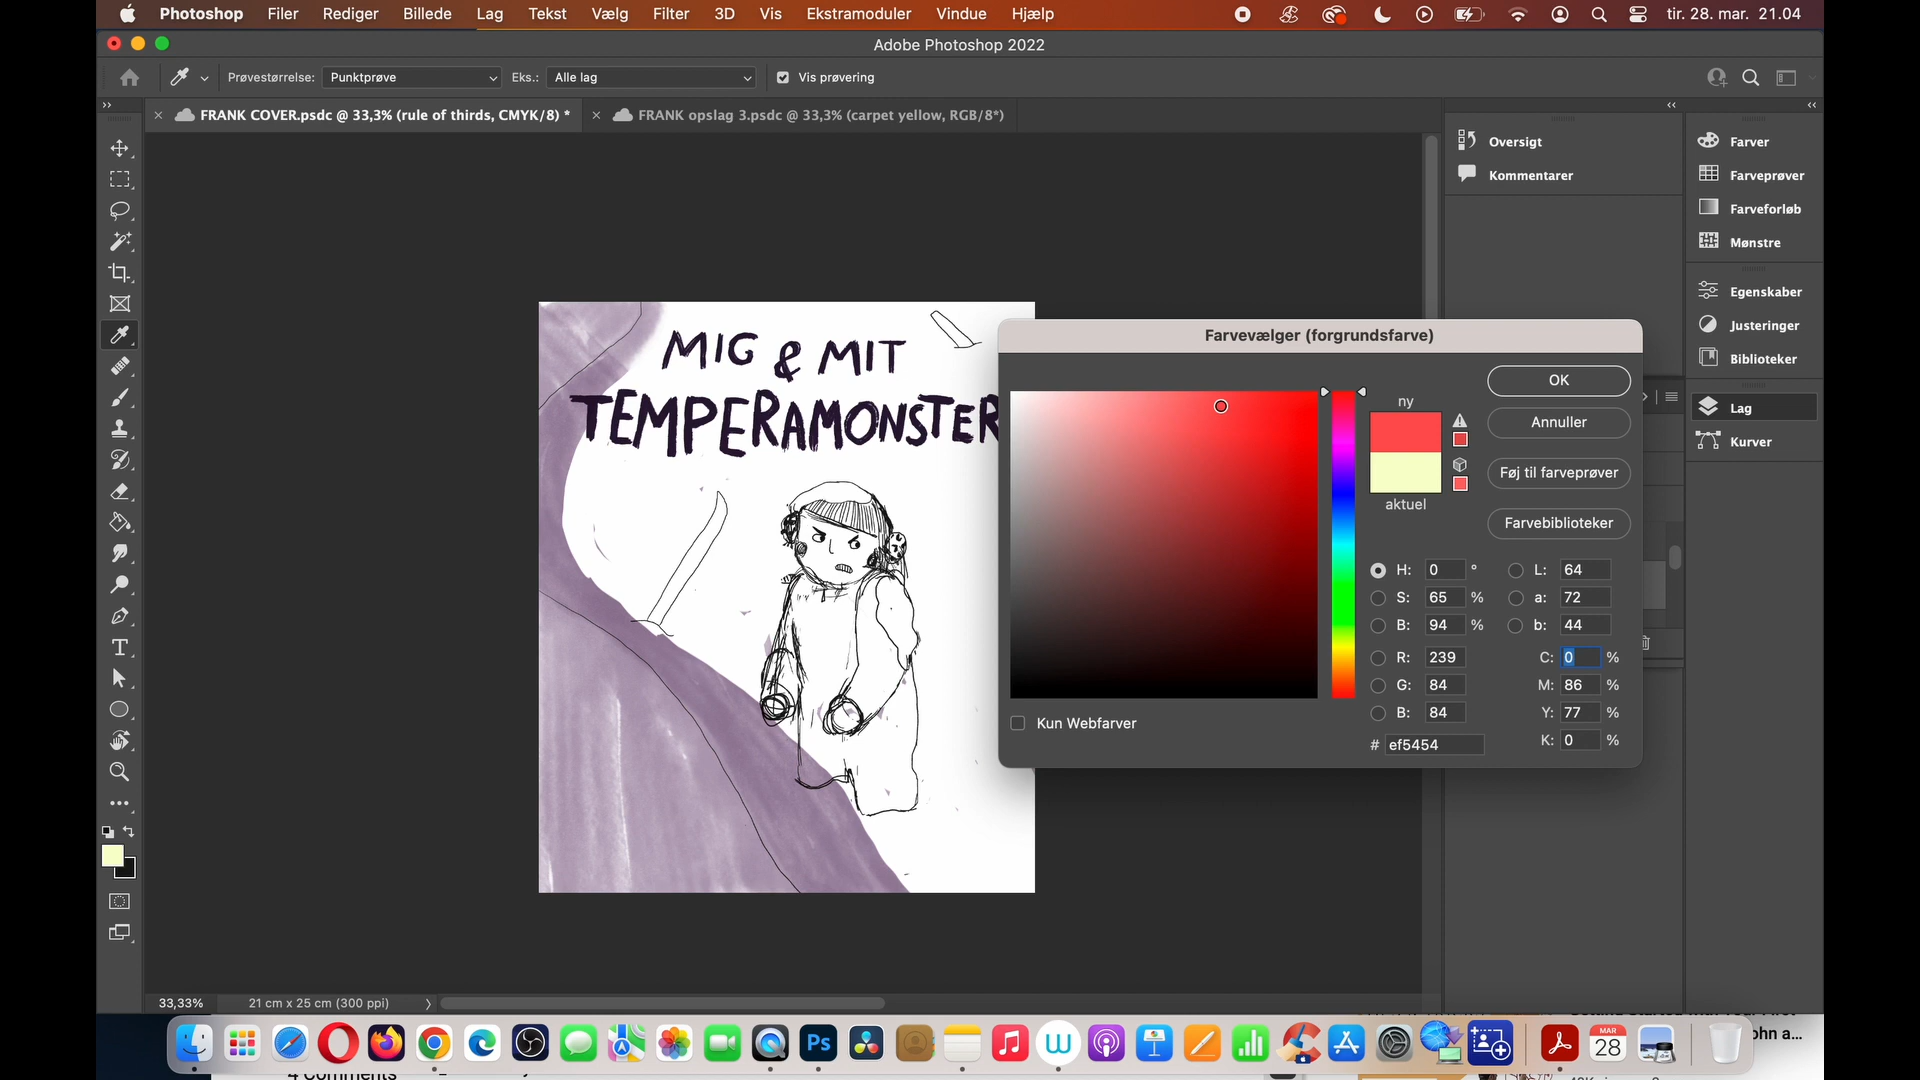 Photoshop Filer Rediger Billede Lag Tekst Vælg Filter 3D Vis Ekstramoduler Vindue Hjælp tir. 28. mar. 21.04
Adobe Photoshop 2022
Prøvestørrelse: Punktprøve Eks.: Alle lag Vis prøvering
FRANK COVER.psdc @ 33,3% (rule of thirds, CMYK/8) * FRANK opslag 3.psdc @ 33,3% (carpet yellow, RGB/8*)
Oversigt
Kommentarer
Farver
Farveprøver
Farveforløb
Mønstre
Egenskaber
Justeringer
Biblioteker
Lag
Kurver
MIG & MIT
TEMPERAMONSTER
Farvevælger (forgrundsfarve)
ny
aktuel
OK
Annuller
Føj til farveprøver
Farvebiblioteker
H: 0 ° L: 64
S: 65 % a: 72
B: 94 % b: 44
R: 239 C: 0 %
G: 84 M: 86 %
B: 84 Y: 77 %
# ef5454 K: 0 %
Kun Webfarver
33,33% 21 cm x 25 cm (300 ppi)
Ps
MAR
28
4 Comments
ohn a...